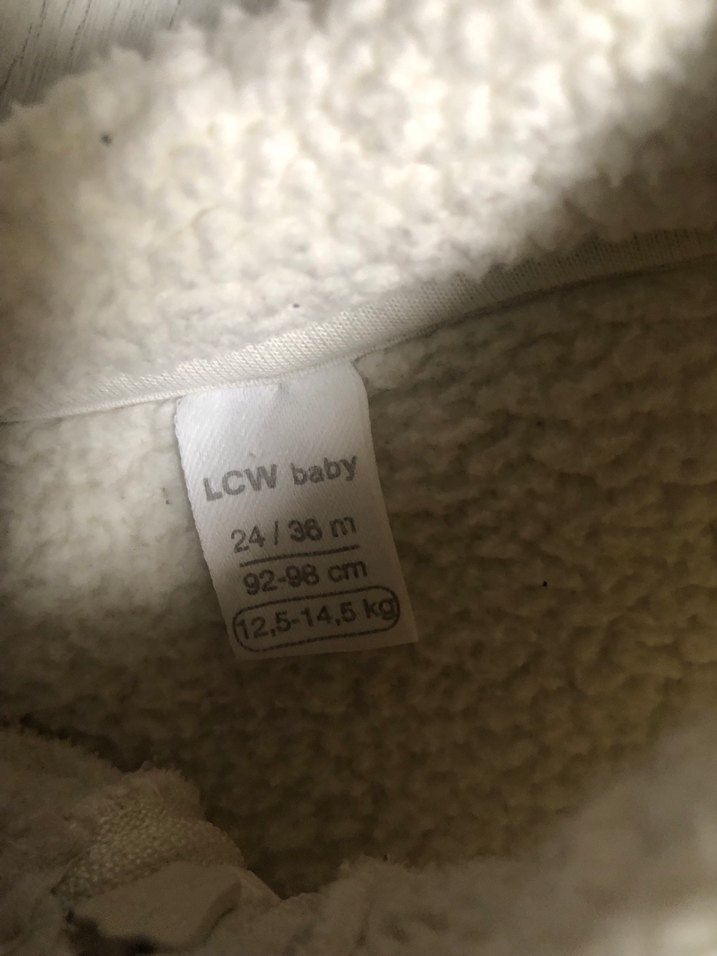 LCW baby
24 / 36 m
92-98 cm
12,5-14,5 kg